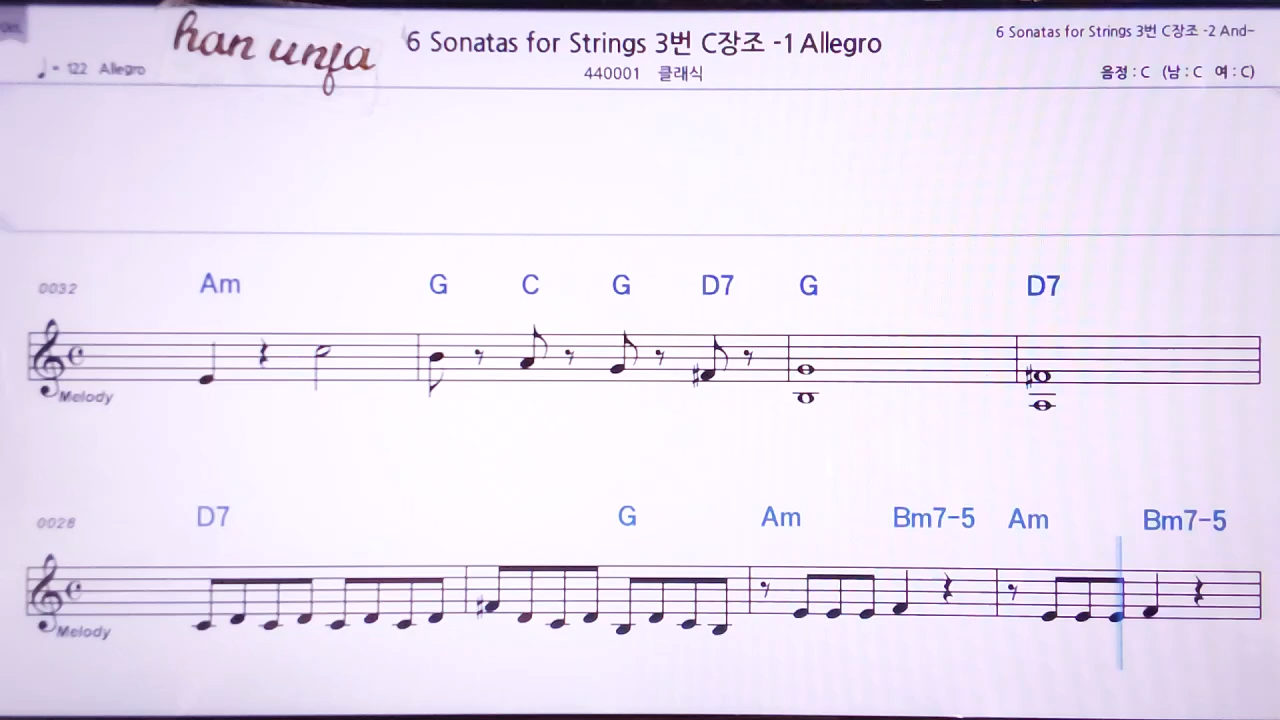 han unja
6 Sonatas for Strings 3번 C장조 -1 Allegro
6 Sonatas for Strings 3번 C장조 -2 And~
♩= 122 Allegro
440001 클래식
음정 : C (남 : C 여 : C)
0032 Am G C G D7 G D7
Melody
0028 D7 G Am Bm7-5 Am Bm7-5
Melody